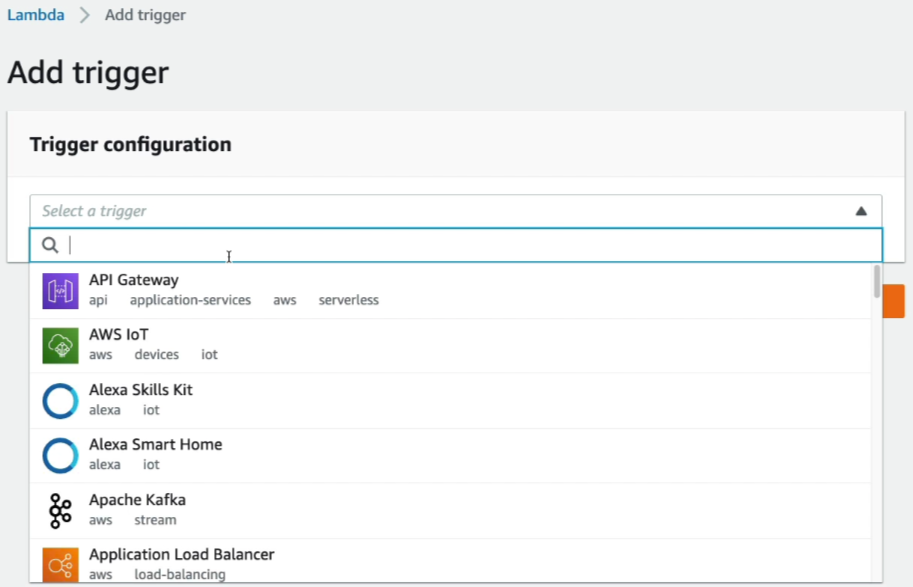 Lambda > Add trigger
Add trigger
Trigger configuration
Select a trigger
API Gateway
api application-services aws serverless
AWS IoT
aws devices iot
Alexa Skills Kit
alexa iot
Alexa Smart Home
alexa iot
Apache Kafka
aws stream
Application Load Balancer
aws load-balancing